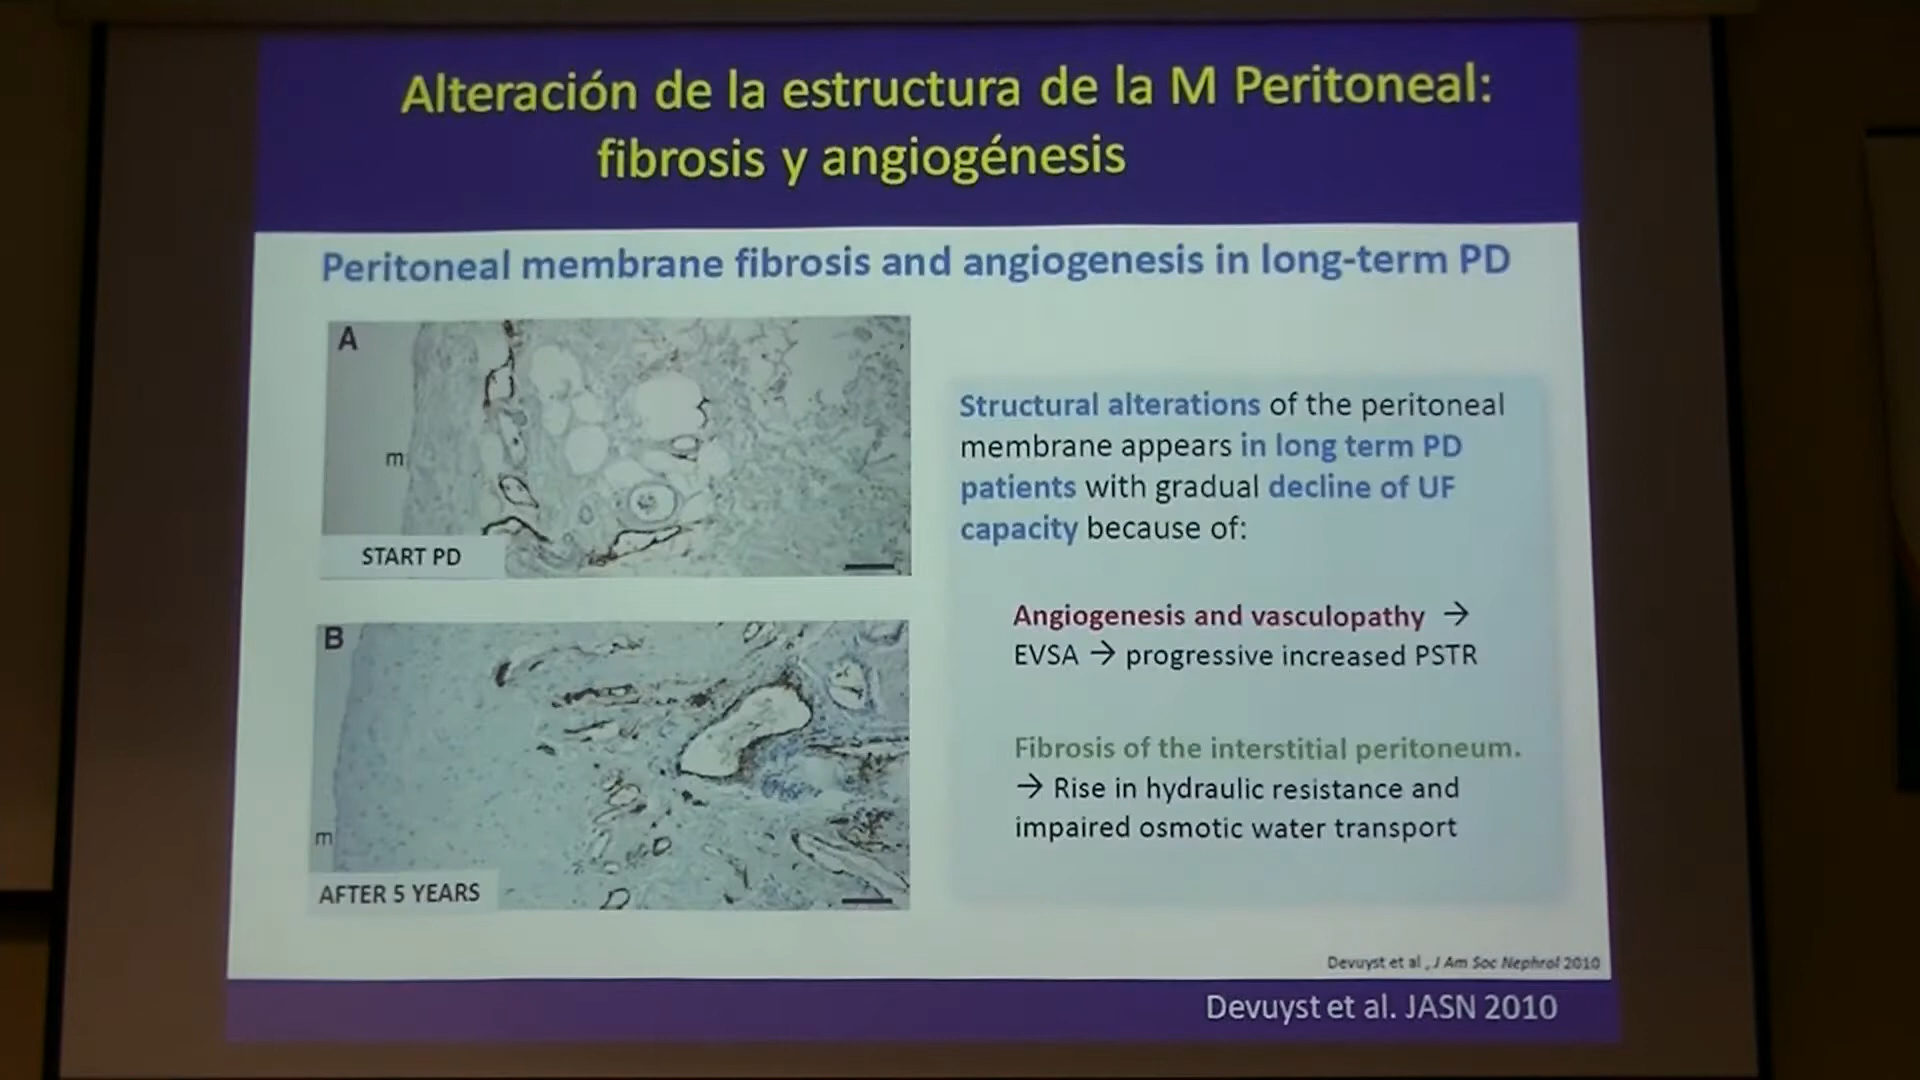 Alteración de la estructura de la M Peritoneal:
fibrosis y angiogénesis
Peritoneal membrane fibrosis and angiogenesis in long-term PD
A
m
START PD
B
m
AFTER 5 YEARS
Structural alterations of the peritoneal
membrane appears in long term PD
patients with gradual decline of UF
capacity because of:
Angiogenesis and vasculopathy →
EVSA → progressive increased PSTR
Fibrosis of the interstitial peritoneum.
→ Rise in hydraulic resistance and
impaired osmotic water transport
Devuyst et al , J Am Soc Nephrol 2010
Devuyst et al. JASN 2010